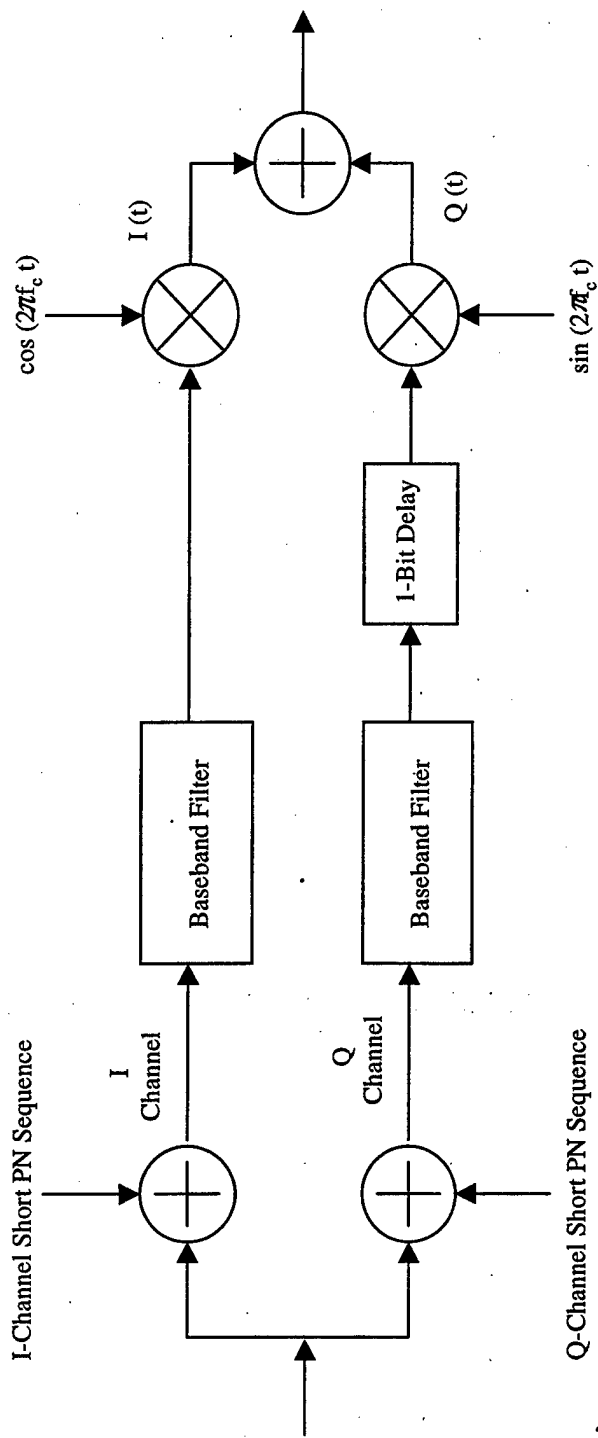 I-Channel Short PN Sequence
I
Channel
Baseband Filter
cos (2πf_c t)
I (t)
Q
Channel
Baseband Filter
1-Bit Delay
Q (t)
sin (2πf_c t)
Q-Channel Short PN Sequence